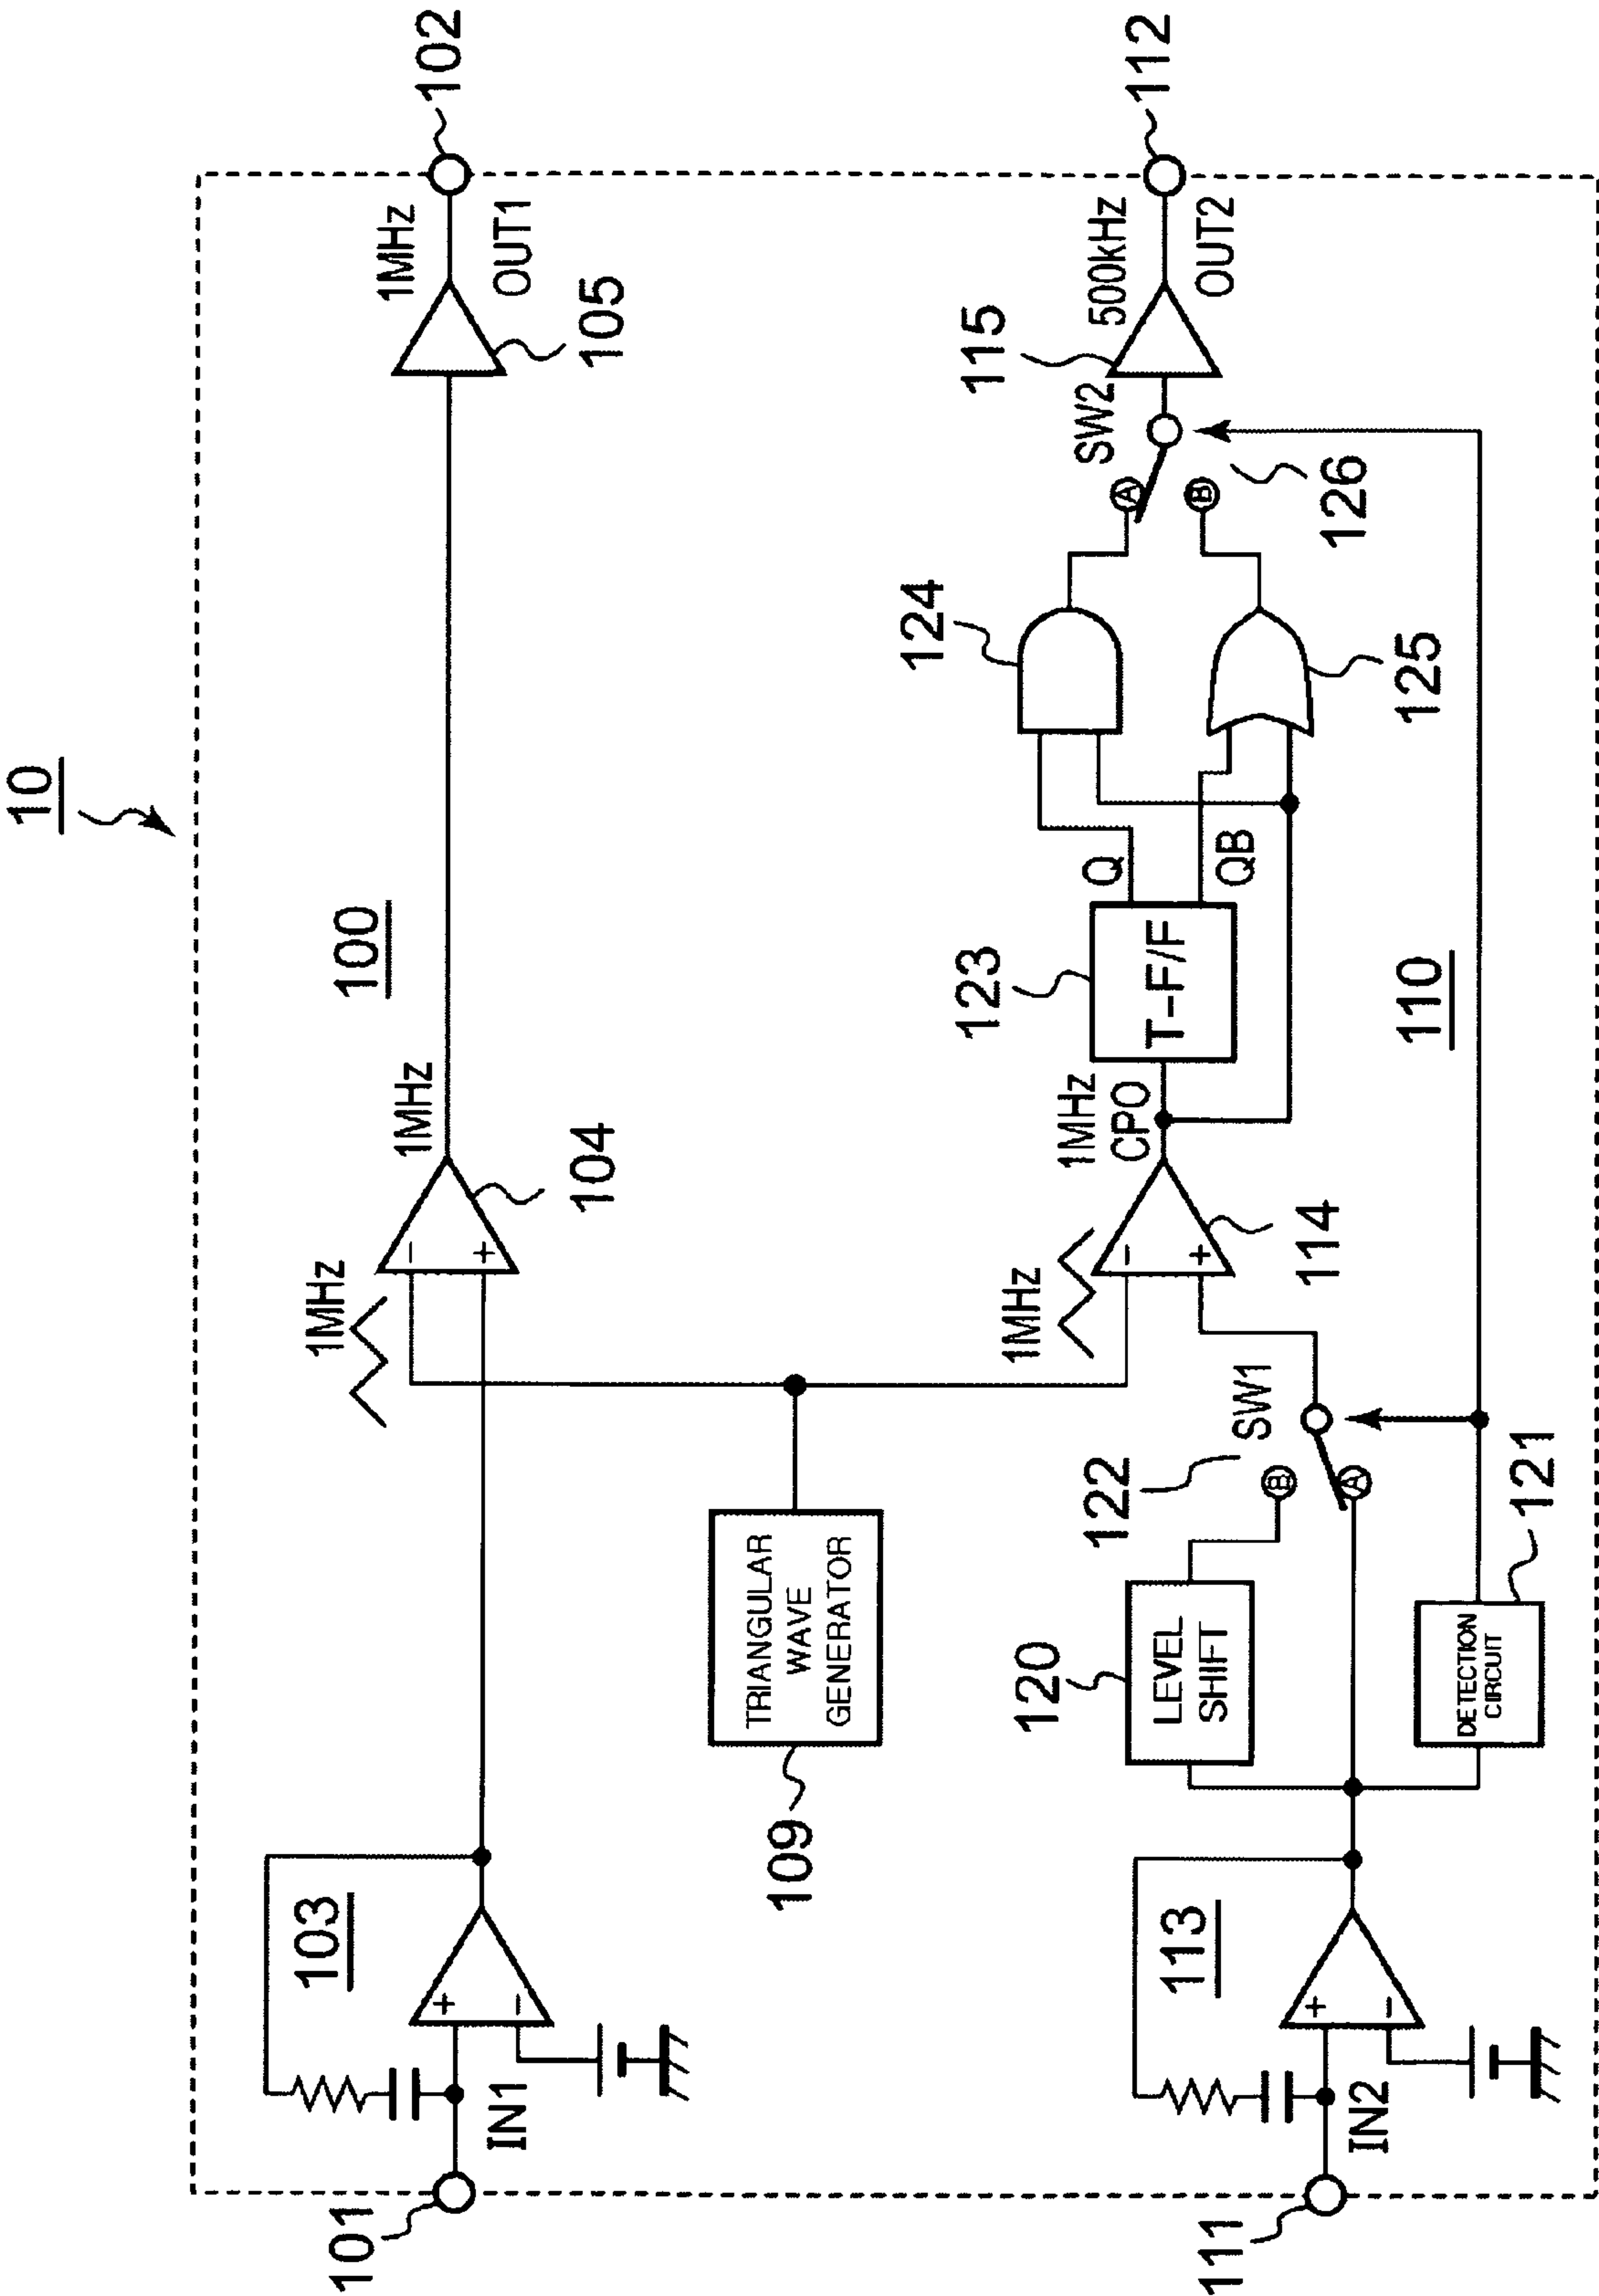 10
100
101
IN1
+
−
103
1MHz
−
+
104
1MHz
1MHz
OUT1
105
102
TRIANGULAR
WAVE
GENERATOR
109
111
IN2
+
−
113
LEVEL
SHIFT
120
DETECTION
CIRCUIT
121
B
A
SW1
122
1MHz
−
+
114
1MHz
CPO
T-F/F
123
Q
QB
124
125
110
A
B
SW2
126
115
500kHz
OUT2
112